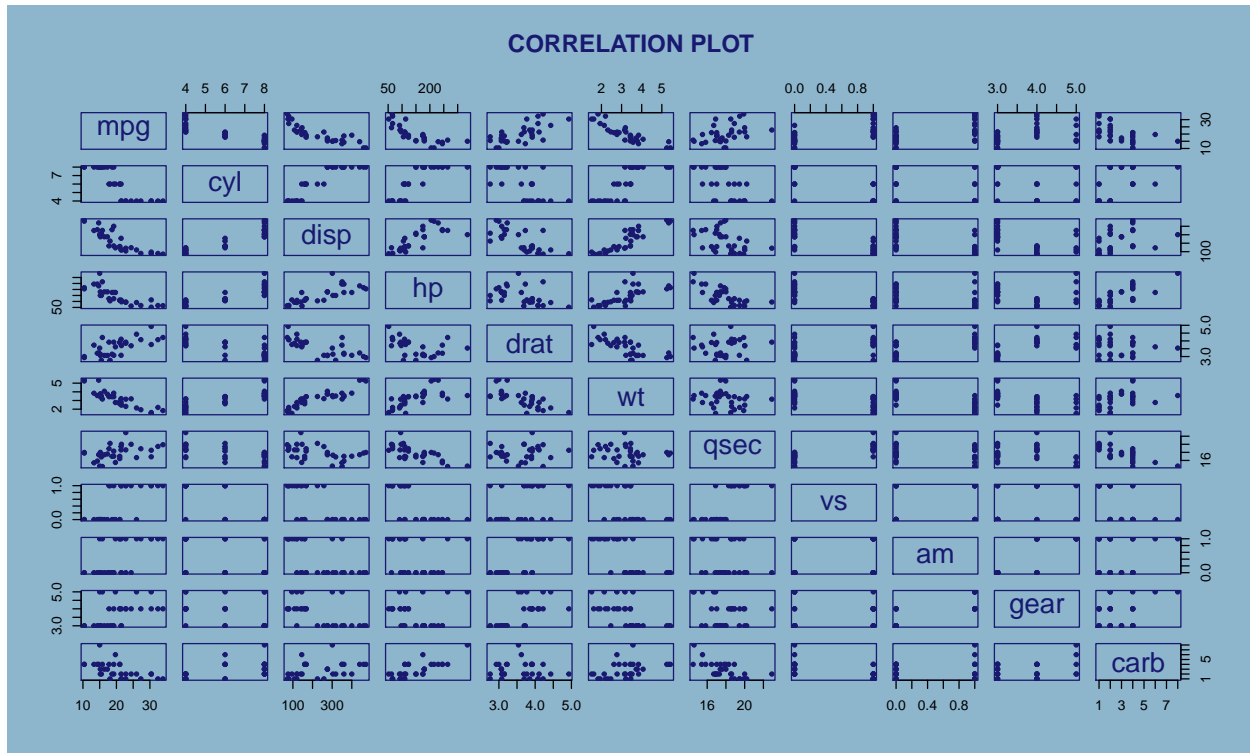 CORRELATION PLOT
4 5 6 7 8
50 200
2 3 4 5
0.0 0.4 0.8
3.0 4.0 5.0
mpg
10 30
4 7
cyl
disp
100
50
hp
drat
3.0 5.0
2 5
wt
qsec
16
0.0 1.0
vs
am
0.0 1.0
3.0 5.0
gear
carb
1 5
10 20 30
100 300
3.0 4.0 5.0
16 20
0.0 0.4 0.8
1 3 5 7